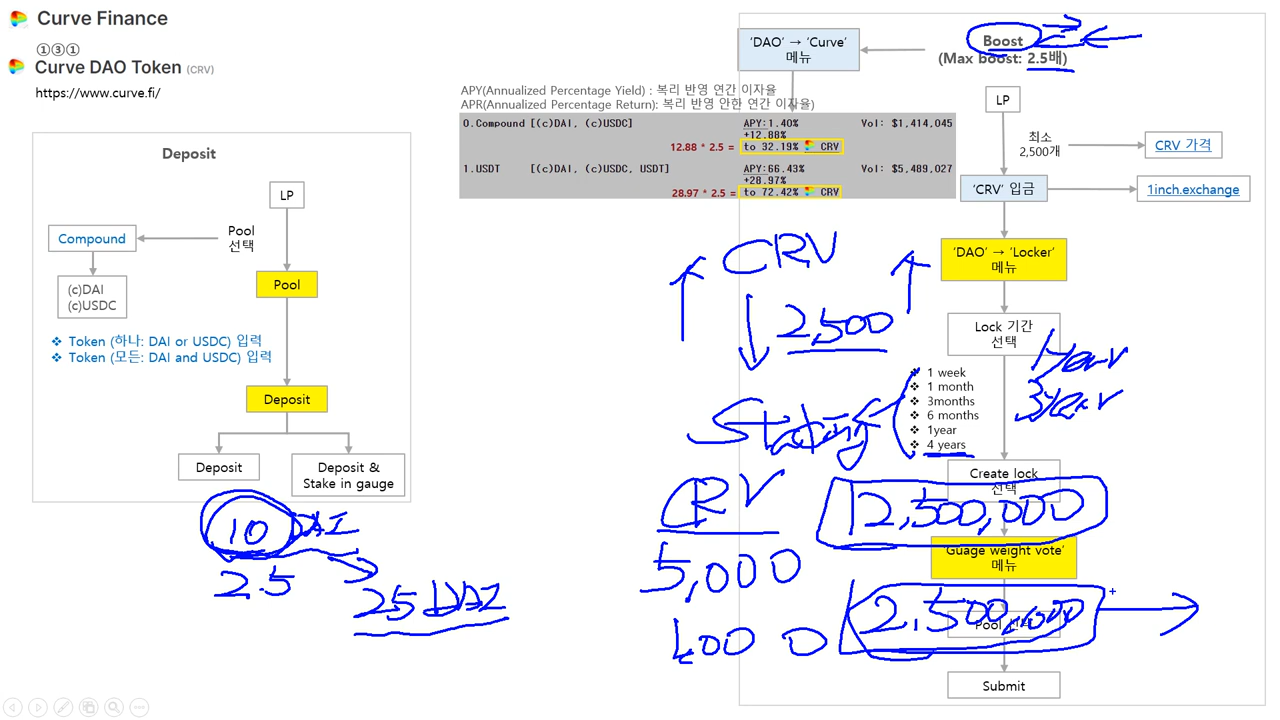 Curve Finance
①③①
Curve DAO Token (CRV)
https://www.curve.fi/
Deposit
LP
Pool
선택
Compound
(c)DAI
(c)USDC
Pool
❖ Token (하나: DAI or USDC) 입력
❖ Token (모든: DAI and USDC) 입력
Deposit
Deposit
Deposit &
Stake in gauge
10 DAI
2.5
25 DAI
'DAO' → 'Curve'
메뉴
Boost
(Max boost: 2.5배)
APY(Annualized Percentage Yield) : 복리 반영 연간 이자율
APR(Annualized Percentage Return): 복리 반영 안한 연간 이자율)
0.Compound [(c)DAI, (c)USDC] APY:1.40% Vol: $1,414,045
+12.88%
12.88 * 2.5 = to 32.19% CRV
1.USDT [(c)DAI, (c)USDC, USDT] APY:66.43% Vol: $5,489,027
+28.97%
28.97 * 2.5 = to 72.42% CRV
LP
최소
2,500개
CRV 가격
'CRV' 입금
1inch.exchange
'DAO' → 'Locker'
메뉴
Lock 기간
선택
❖ 1 week
❖ 1 month
❖ 3months
❖ 6 months
❖ 1year
❖ 4 years
1year
3year
CRV
2,500
Staking
Create lock
선택
'Guage weight vote'
메뉴
Submit
CRV
12,500,000
5,000
2,500,000
400 0